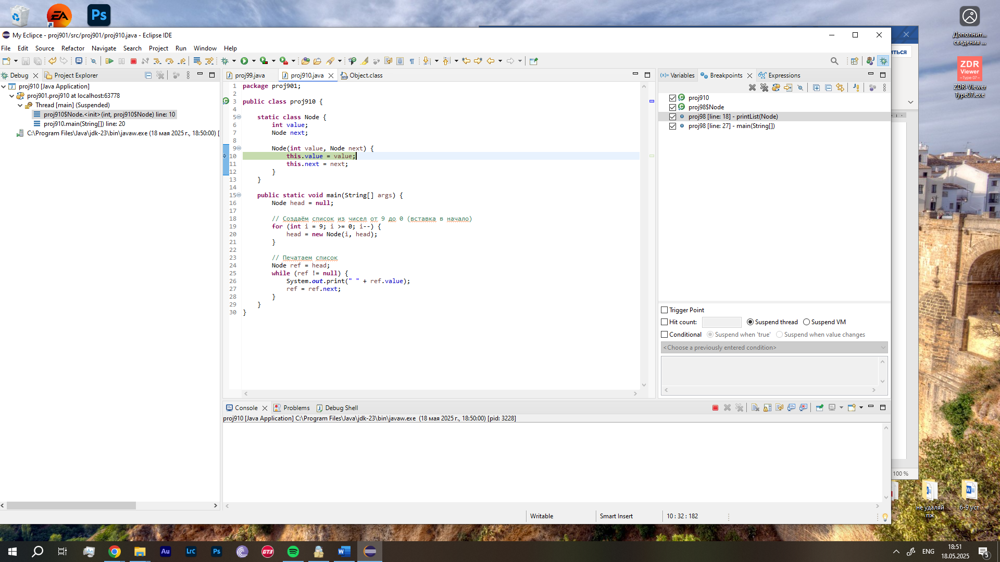 EA
Ps
Дополнит...
сведения ...
ZDR
Viewer
~Type 07~
ZDR-Viewer
Type07.exe
My Eclipce - proj901/src/proj901/proj910.java - Eclipse IDE
иться
File Edit Source Refactor Navigate Search Project Run Window Help
Debug Project Explorer
proj910 [Java Application]
proj901.proj910 at localhost:63778
Thread [main] (Suspended)
proj910$Node.<init>(int, proj910$Node) line: 10
proj910.main(String[]) line: 20
C:\Program Files\Java\jdk-23\bin\javaw.exe (18 мая 2025 г., 18:50:00) [
proj99.java proj910.java Object.class
1 package proj901;
2
3 public class proj910 {
4
5 static class Node {
6 int value;
7 Node next;
8
9 Node(int value, Node next) {
10 this.value = value;
11 this.next = next;
12 }
13 }
14
15 public static void main(String[] args) {
16 Node head = null;
17
18 // Создаём список из чисел от 9 до 0 (вставка в начало)
19 for (int i = 9; i >= 0; i--) {
20 head = new Node(i, head);
21 }
22
23 // Печатаем список
24 Node ref = head;
25 while (ref != null) {
26 System.out.print(" " + ref.value);
27 ref = ref.next;
28 }
29 }
30 }
(x)= Variables Breakpoints Expressions
proj910
proj98$Node
proj98 [line: 18] - printList(Node)
proj98 [line: 27] - main(String[])
Trigger Point
Hit count: Suspend thread Suspend VM
Conditional Suspend when 'true' Suspend when value changes
<Choose a previously entered condition>
Console Problems Debug Shell
proj910 [Java Application] C:\Program Files\Java\jdk-23\bin\javaw.exe (18 мая 2025 г., 18:50:00) [pid: 3228]
Writable Smart Insert 10 : 32 : 182
100 %
не удаляй
пж
6-9 уст
Au Lrc Ps GT3 W
ENG
18:51
18.05.2025
5